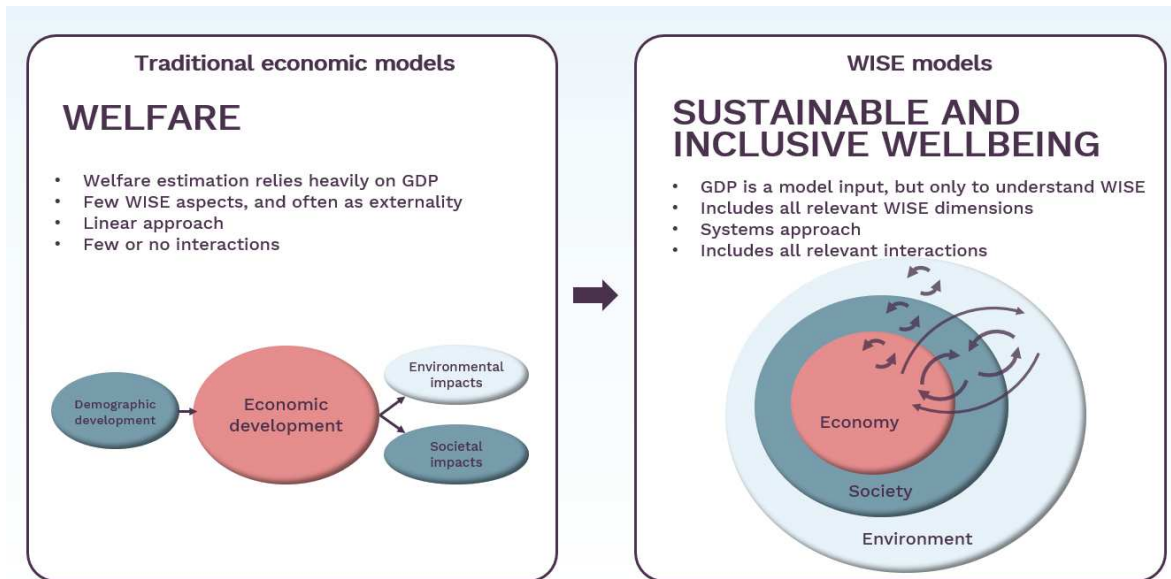 Traditional economic models
WELFARE
• Welfare estimation relies heavily on GDP
• Few WISE aspects, and often as externality
• Linear approach
• Few or no interactions
Demographic
development
Economic
development
Environmental
impacts
Societal
impacts
WISE models
SUSTAINABLE AND
INCLUSIVE WELLBEING
• GDP is a model input, but only to understand WISE
• Includes all relevant WISE dimensions
• Systems approach
• Includes all relevant interactions
Economy
Society
Environment